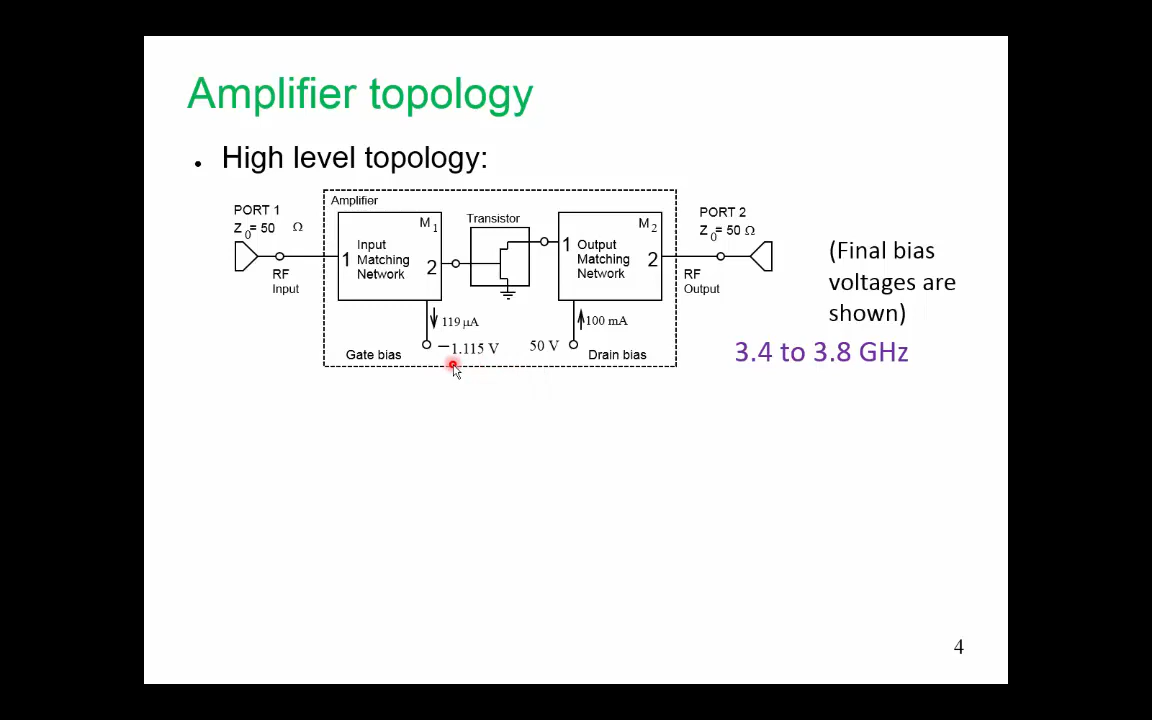 Amplifier topology
• High level topology:
Amplifier
PORT 1
Z0= 50 Ω
RF
Input
1
Input
Matching
Network
M1
2
Transistor
1
Output
Matching
Network
M2
2
PORT 2
Z0= 50 Ω
RF
Output
119 µA
−1.115 V
Gate bias
100 mA
50 V
Drain bias
(Final bias
voltages are
shown)
3.4 to 3.8 GHz
4